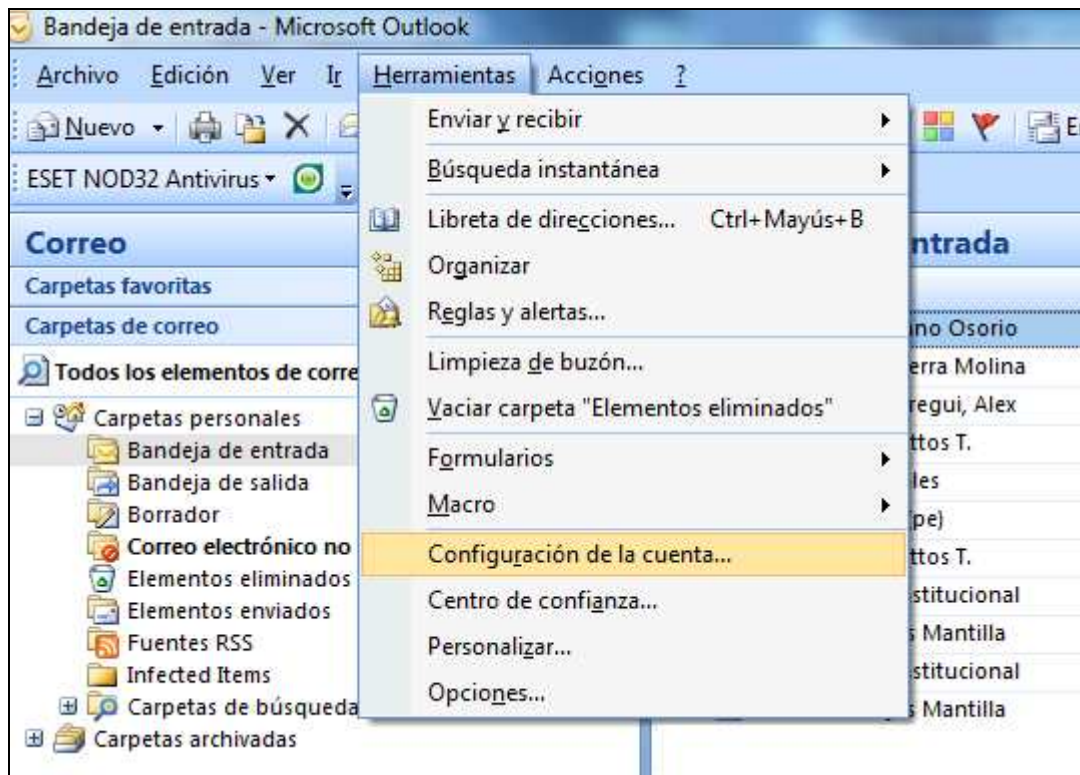 Bandeja de entrada - Microsoft Outlook
Archivo Edición Ver Ir Herramientas Acciones ?
Nuevo
ESET NOD32 Antivirus
Enviar y recibir
Búsqueda instantánea
Libreta de direcciones... Ctrl+Mayús+B
Organizar
Reglas y alertas...
Limpieza de buzón...
Vaciar carpeta "Elementos eliminados"
Formularios
Macro
Configuración de la cuenta...
Centro de confianza...
Personalizar...
Opciones...
Correo
Carpetas favoritas
Carpetas de correo
Todos los elementos de corre
Carpetas personales
Bandeja de entrada
Bandeja de salida
Borrador
Correo electrónico no
Elementos eliminados
Elementos enviados
Fuentes RSS
Infected Items
Carpetas de búsqueda
Carpetas archivadas
ntrada
ino Osorio
erra Molina
regui, Alex
ttos T.
les
pe)
ttos T.
stitucional
s Mantilla
stitucional
s Mantilla